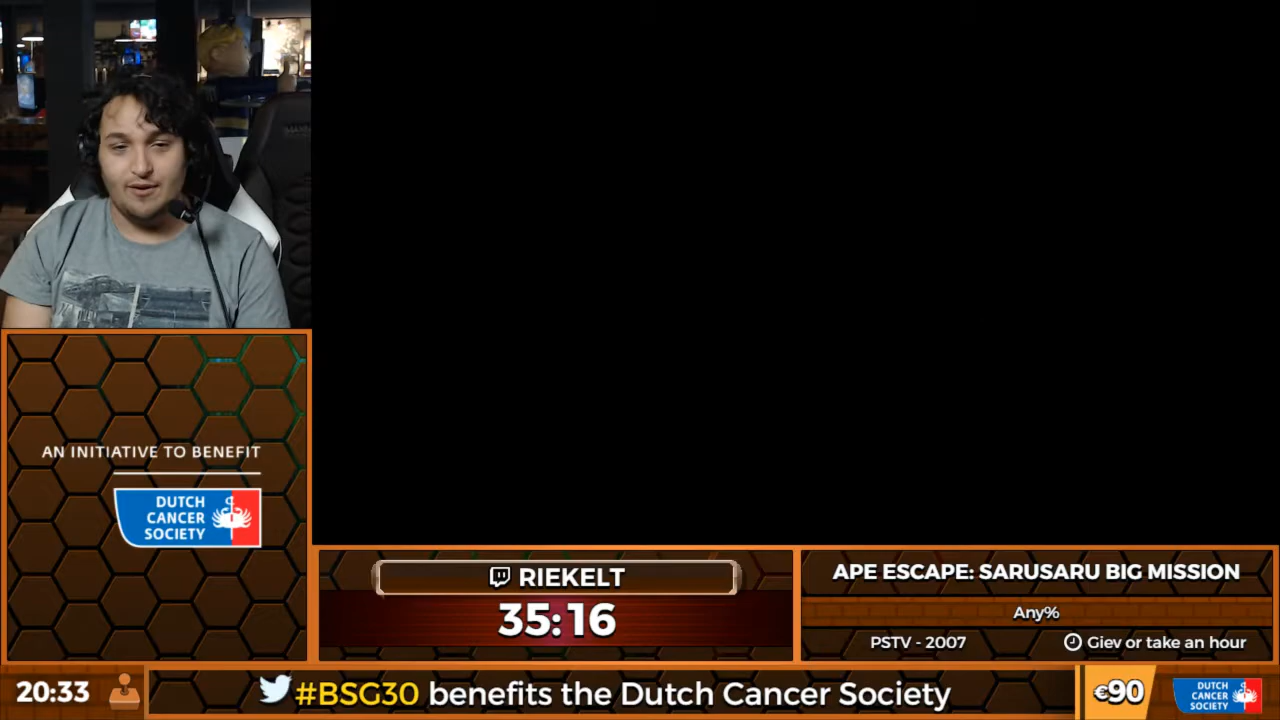 AN INITIATIVE TO BENEFIT
DUTCH
CANCER
SOCIETY
RIEKELT
35:16
APE ESCAPE: SARUSARU BIG MISSION
Any%
PSTV - 2007
Giev or take an hour
20:33
#BSG30 benefits the Dutch Cancer Society
€90
DUTCH
CANCER
SOCIETY